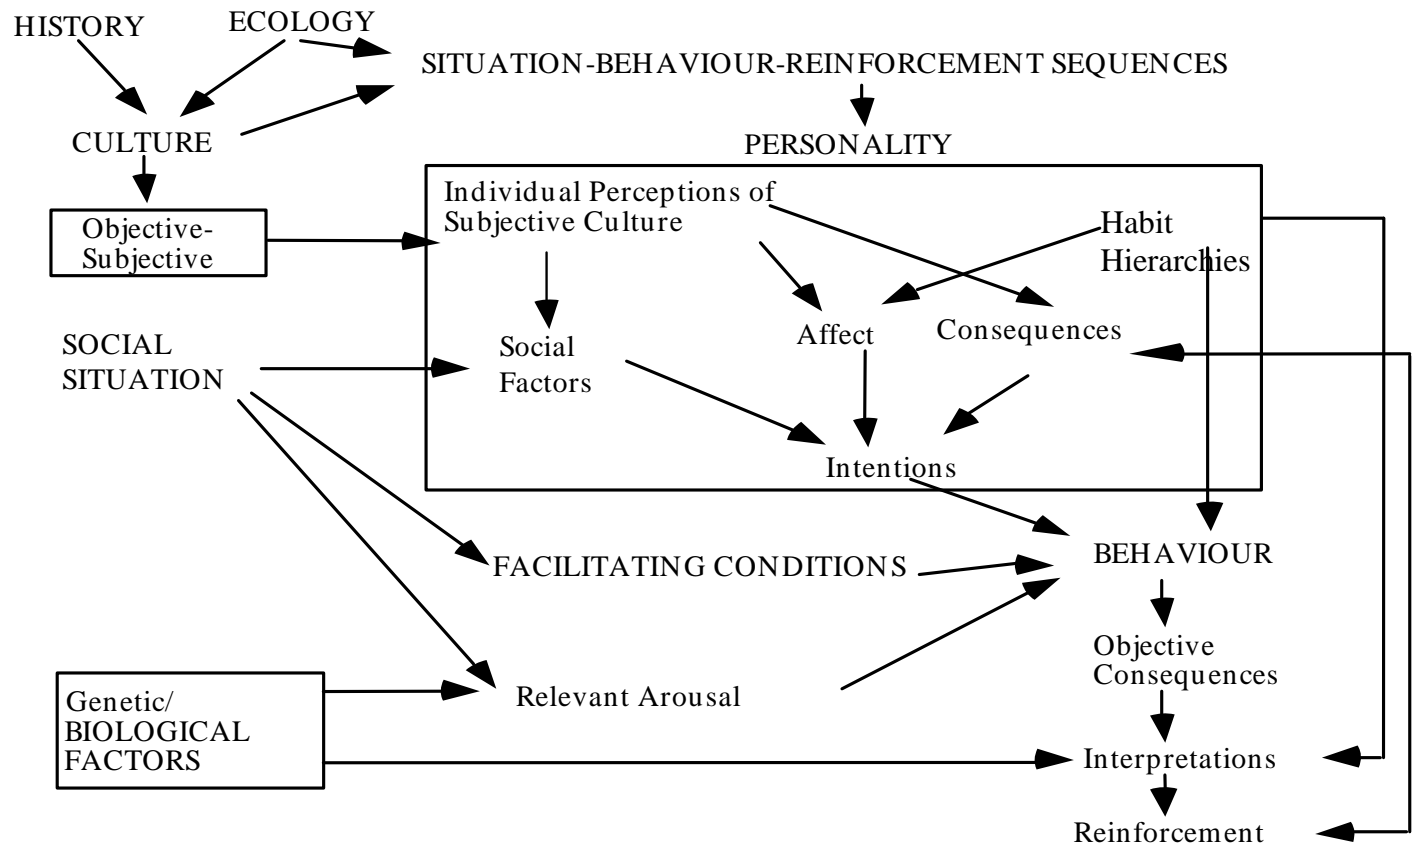 HISTORY
ECOLOGY
SITUATION-BEHAVIOUR-REINFORCEMENT SEQUENCES
CULTURE
PERSONALITY
Objective-
Subjective
Individual Perceptions of
Subjective Culture
Habit
Hierarchies
SOCIAL
SITUATION
Social
Factors
Affect
Consequences
Intentions
FACILITATING CONDITIONS
BEHAVIOUR
Objective
Consequences
Genetic/
BIOLOGICAL
FACTORS
Relevant Arousal
Interpretations
Reinforcement